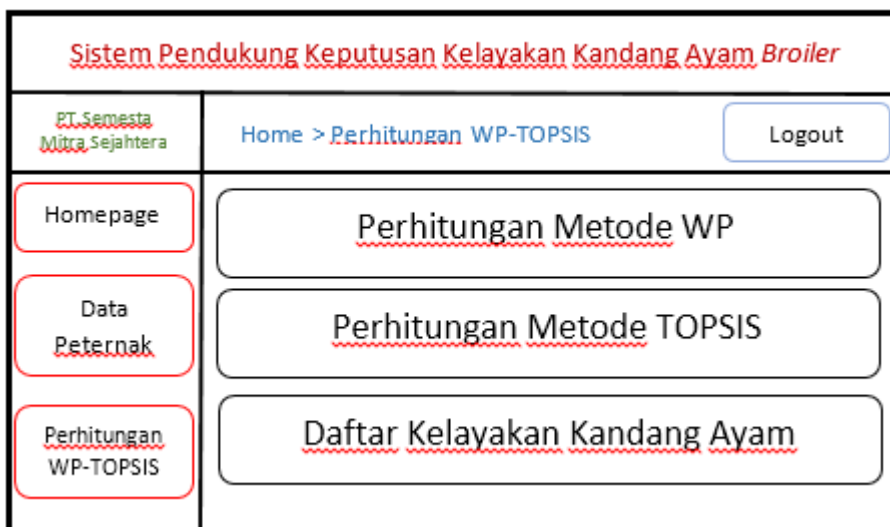 Sistem Pendukung Keputusan Kelayakan Kandang Ayam Broiler
PT.Semesta
Mitra Sejahtera
Home > Perhitungan WP-TOPSIS
Logout
Homepage
Data
Peternak
Perhitungan
WP-TOPSIS
Perhitungan Metode WP
Perhitungan Metode TOPSIS
Daftar Kelayakan Kandang Ayam